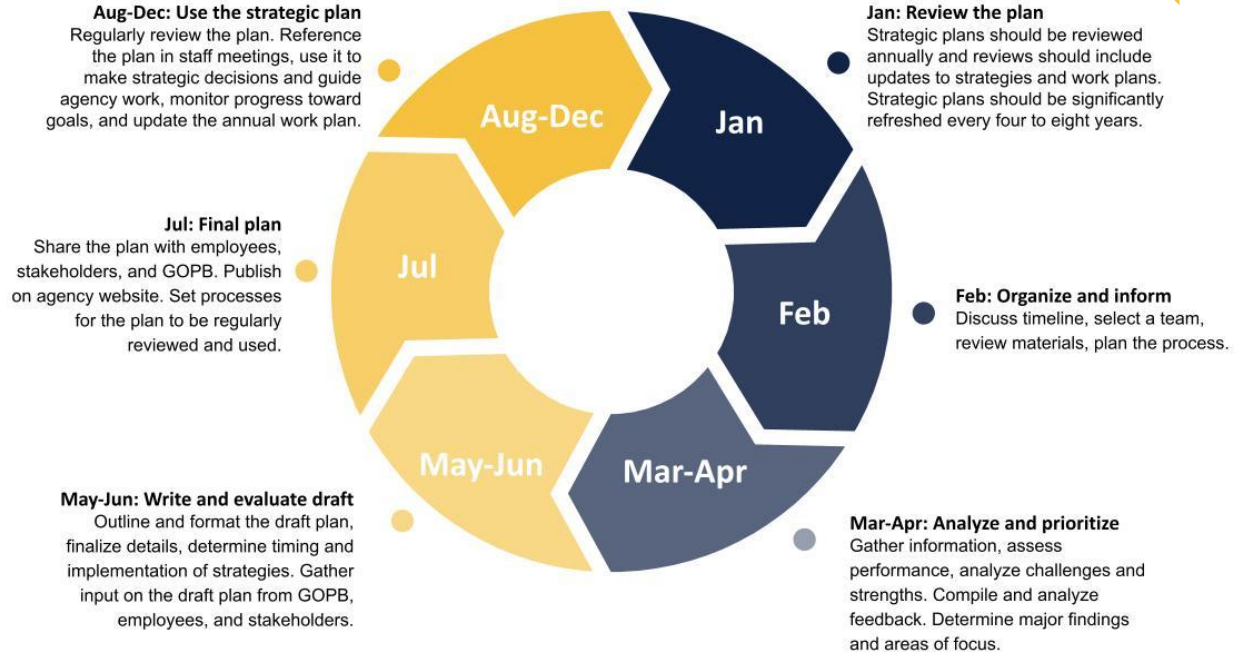 Aug-Dec: Use the strategic plan
Regularly review the plan. Reference
the plan in staff meetings, use it to
make strategic decisions and guide
agency work, monitor progress toward
goals, and update the annual work plan.
Jan: Review the plan
Strategic plans should be reviewed
annually and reviews should include
updates to strategies and work plans.
Strategic plans should be significantly
refreshed every four to eight years.
Aug-Dec
Jan
Jul: Final plan
Share the plan with employees,
stakeholders, and GOPB. Publish
on agency website. Set processes
for the plan to be regularly
reviewed and used.
Jul
Feb
Feb: Organize and inform
Discuss timeline, select a team,
review materials, plan the process.
May-Jun
Mar-Apr
May-Jun: Write and evaluate draft
Outline and format the draft plan,
finalize details, determine timing and
implementation of strategies. Gather
input on the draft plan from GOPB,
employees, and stakeholders.
Mar-Apr: Analyze and prioritize
Gather information, assess
performance, analyze challenges and
strengths. Compile and analyze
feedback. Determine major findings
and areas of focus.